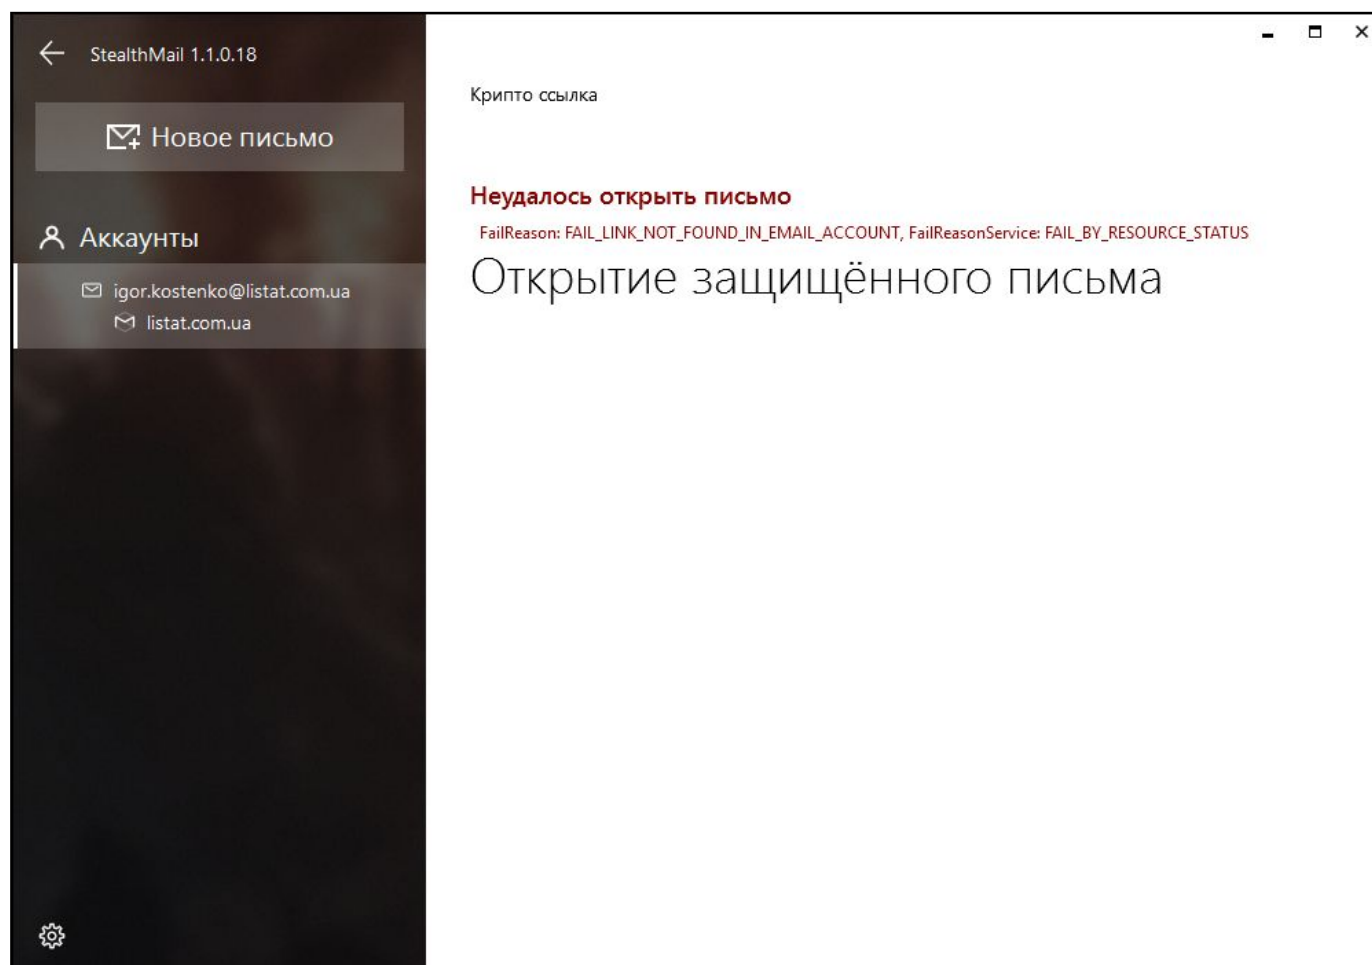 StealthMail 1.1.0.18
Новое письмо
Аккаунты
igor.kostenko@listat.com.ua
listat.com.ua
Крипто ссылка
Неудалось открыть письмо
FailReason: FAIL_LINK_NOT_FOUND_IN_EMAIL_ACCOUNT, FailReasonService: FAIL_BY_RESOURCE_STATUS
Открытие защищённого письма